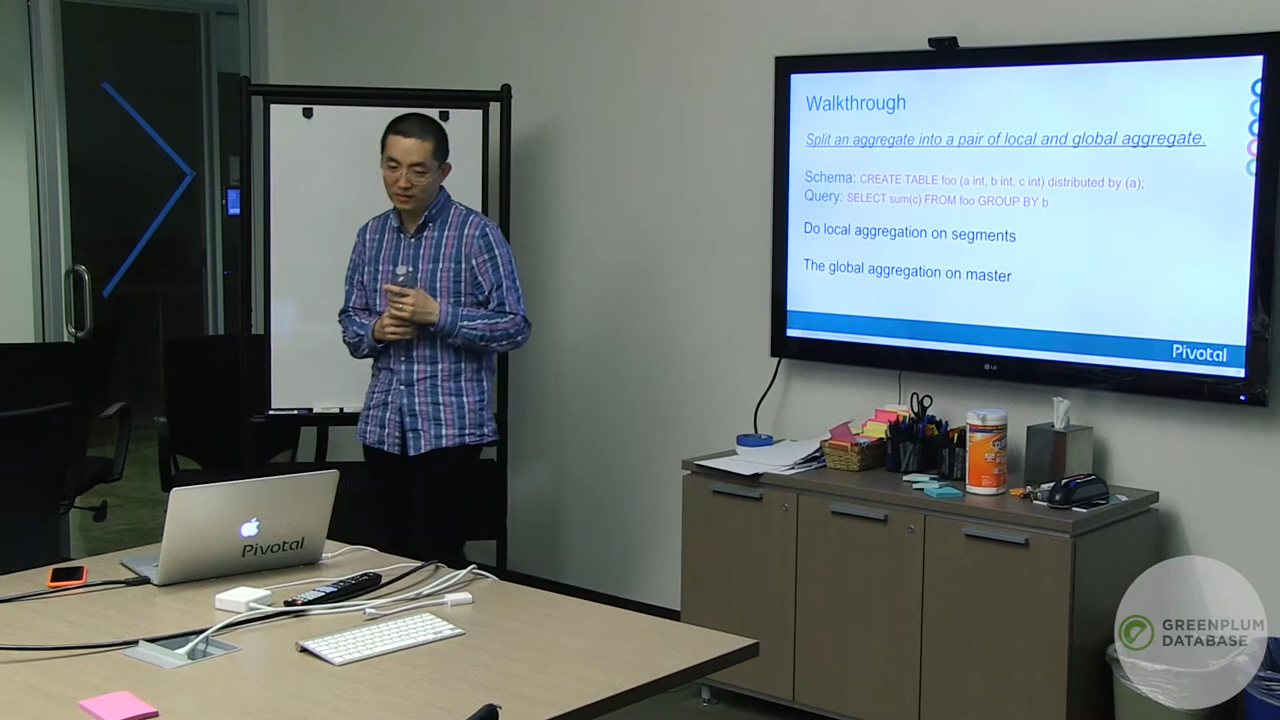 Walkthrough
Split an aggregate into a pair of local and global aggregate.
Schema: CREATE TABLE foo (a int, b int, c int) distributed by (a);
Query: SELECT sum(c) FROM foo GROUP BY b
Do local aggregation on segments
The global aggregation on master
Pivotal
LG
Pivotal
GREENPLUM
DATABASE